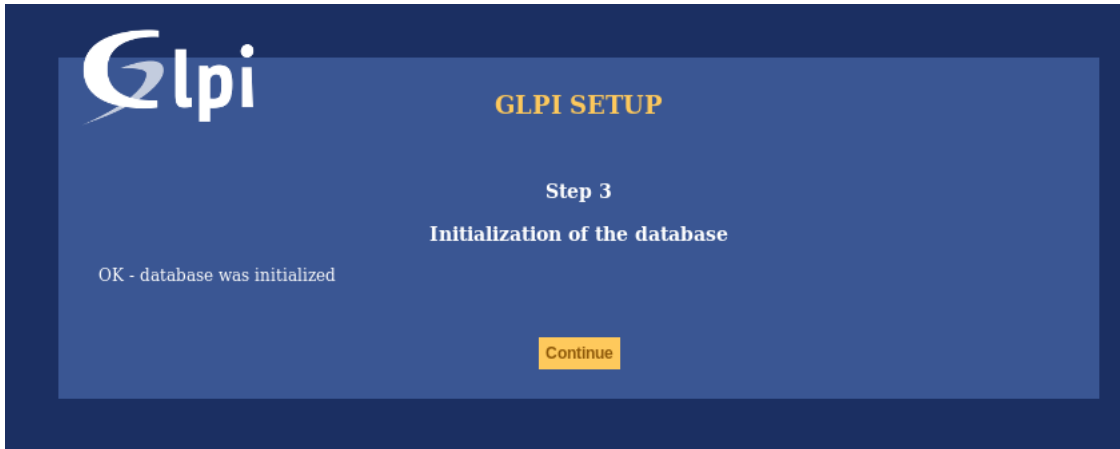 Glpi
GLPI SETUP
Step 3
Initialization of the database
OK - database was initialized
Continue